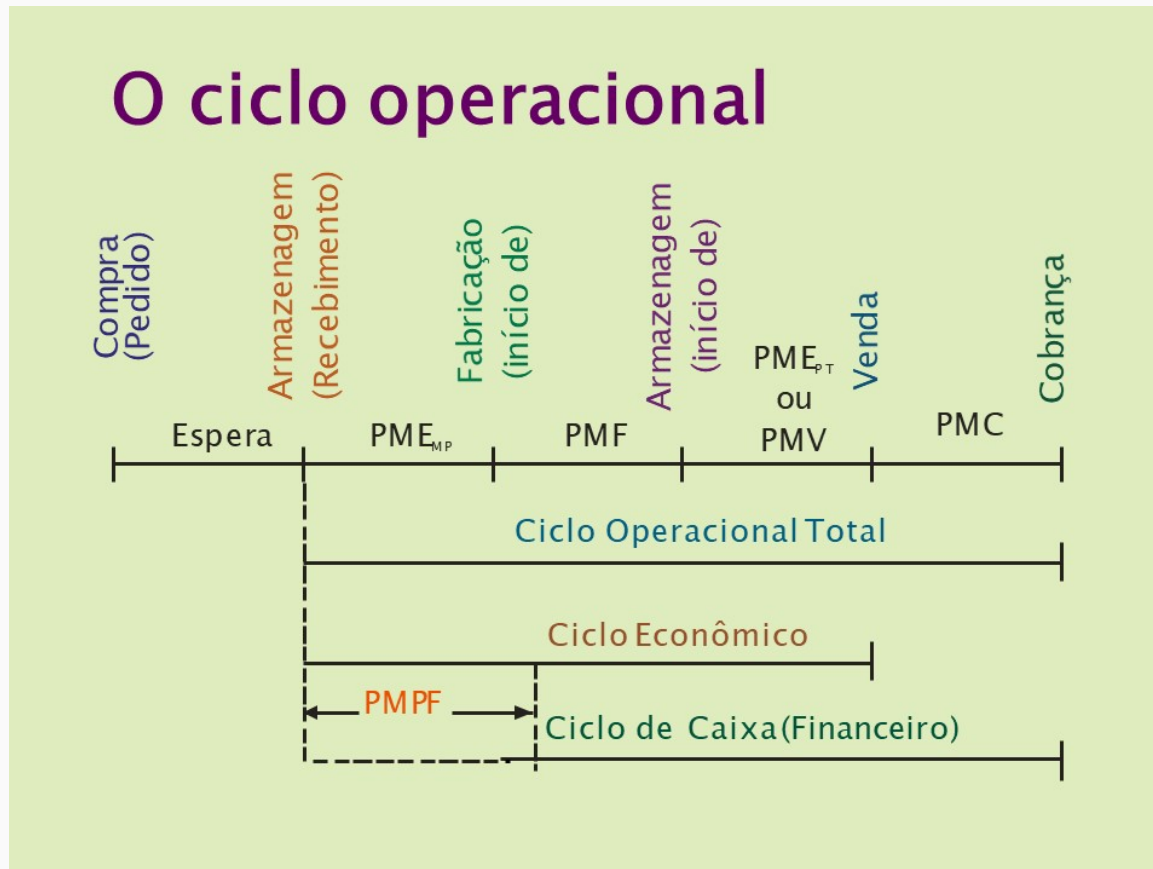 O ciclo operacional
Compra
(Pedido)
Armazenagem
(Recebimento)
Fabricação
(início de)
Armazenagem
(início de)
Venda
Cobrança
Espera
PME MP
PMF
PME PT
ou
PMV
PMC
Ciclo Operacional Total
Ciclo Econômico
PMPF
Ciclo de Caixa (Financeiro)